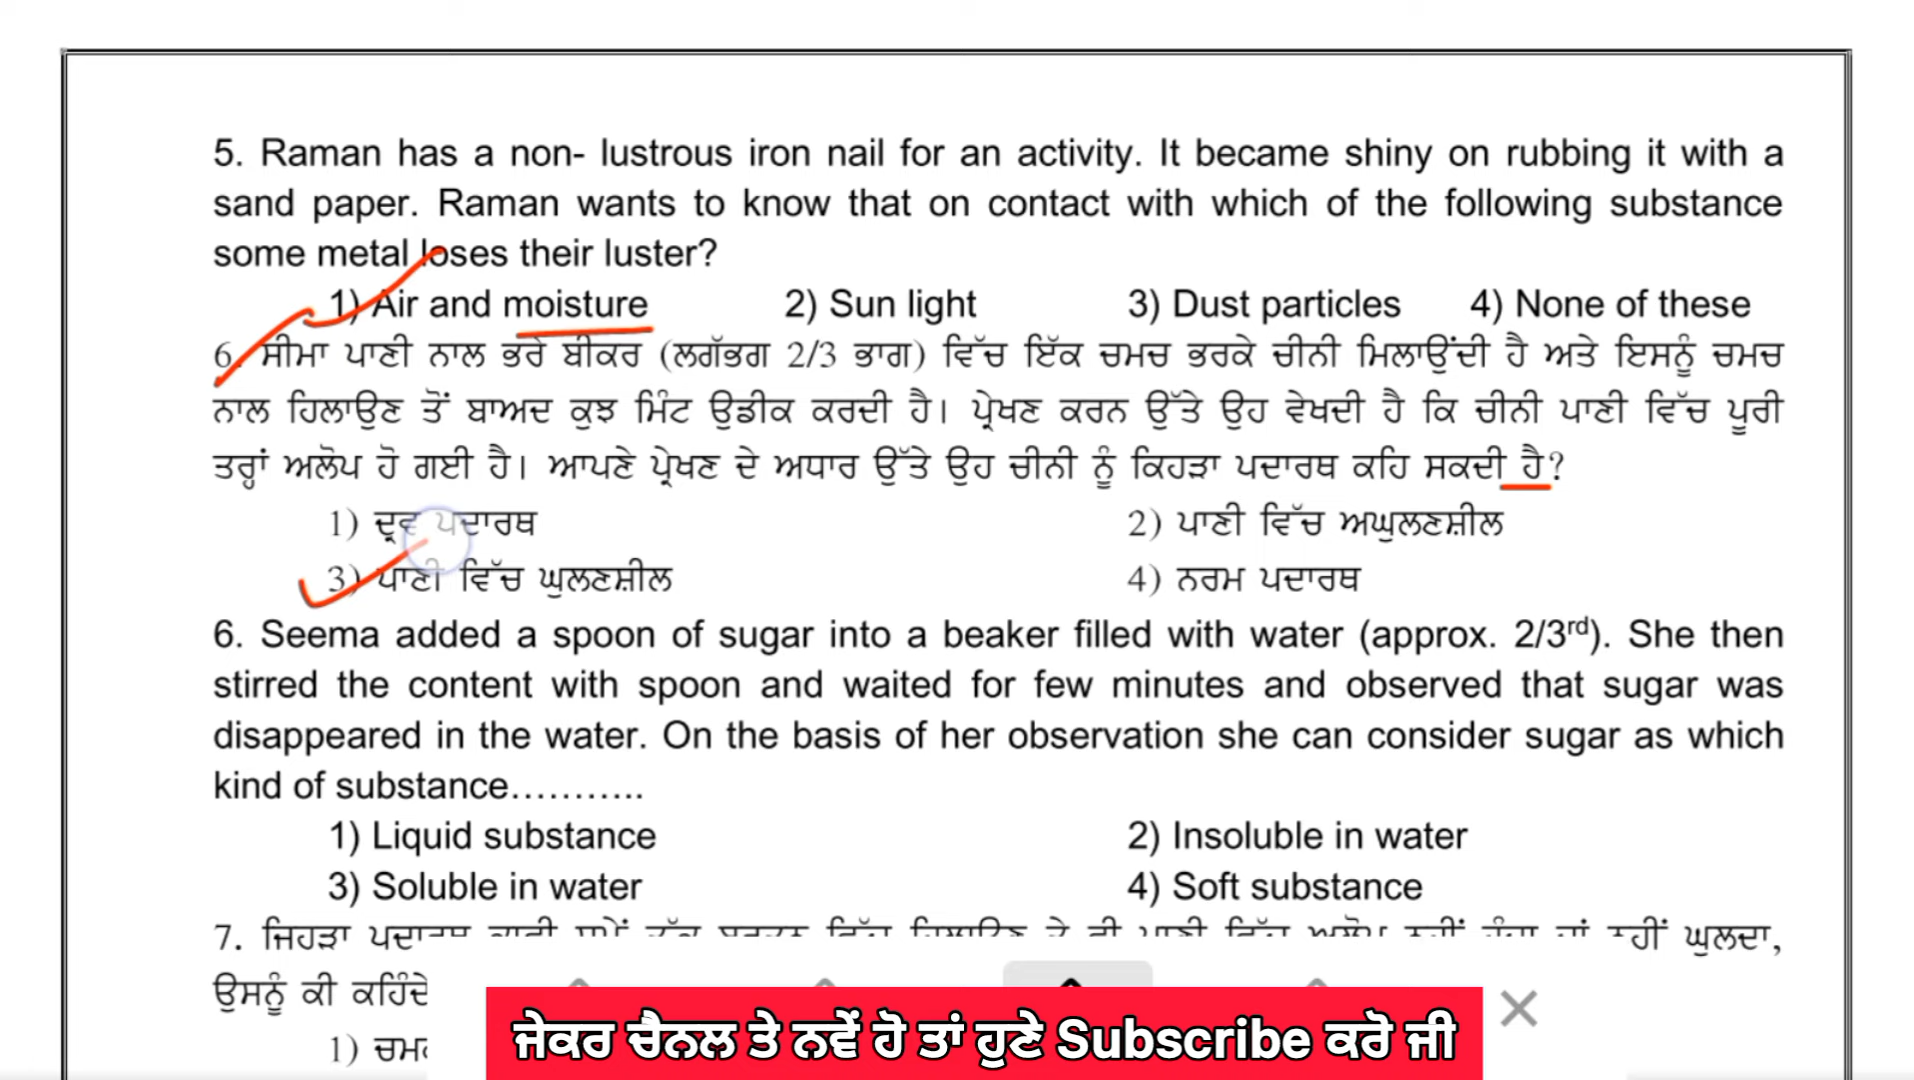 5. Raman has a non- lustrous iron nail for an activity. It became shiny on rubbing it with a
sand paper. Raman wants to know that on contact with which of the following substance
some metal loses their luster?
1) Air and moisture 2) Sun light 3) Dust particles 4) None of these
6. ਸੀਮਾ ਪਾਣੀ ਨਾਲ ਭਰੇ ਬੀਕਰ (ਲਗੱਭਗ 2/3 ਭਾਗ) ਵਿੱਚ ਇੱਕ ਚਮਚ ਭਰਕੇ ਚੀਨੀ ਮਿਲਾਉਂਦੀ ਹੈ ਅਤੇ ਇਸਨੂੰ ਚਮਚ
ਨਾਲ ਹਿਲਾਉਣ ਤੋਂ ਬਾਅਦ ਕੁਝ ਮਿੰਟ ਉਡੀਕ ਕਰਦੀ ਹੈ। ਪ੍ਰੇਖਣ ਕਰਨ ਉੱਤੇ ਉਹ ਵੇਖਦੀ ਹੈ ਕਿ ਚੀਨੀ ਪਾਣੀ ਵਿੱਚ ਪੂਰੀ
ਤਰ੍ਹਾਂ ਅਲੋਪ ਹੋ ਗਈ ਹੈ। ਆਪਣੇ ਪ੍ਰੇਖਣ ਦੇ ਅਧਾਰ ਉੱਤੇ ਉਹ ਚੀਨੀ ਨੂੰ ਕਿਹੜਾ ਪਦਾਰਥ ਕਹਿ ਸਕਦੀ ਹੈ?
1) ਦ੍ਰਵ ਪਦਾਰਥ 2) ਪਾਣੀ ਵਿੱਚ ਅਘੁਲਣਸ਼ੀਲ
3) ਪਾਣੀ ਵਿੱਚ ਘੁਲਣਸ਼ੀਲ 4) ਨਰਮ ਪਦਾਰਥ
6. Seema added a spoon of sugar into a beaker filled with water (approx. 2/3rd). She then
stirred the content with spoon and waited for few minutes and observed that sugar was
disappeared in the water. On the basis of her observation she can consider sugar as which
kind of substance………..
1) Liquid substance 2) Insoluble in water
3) Soluble in water 4) Soft substance
7. ਜਿਹੜਾ ਪਦਾਰਥ ਘੁਲਦਾ,
ਉਸਨੂੰ ਕੀ ਕਹਿੰਦੇ
1)
ਜੇਕਰ ਚੈਨਲ ਤੇ ਨਵੇਂ ਹੋ ਤਾਂ ਹੁਣੇ Subscribe ਕਰੋ ਜੀ